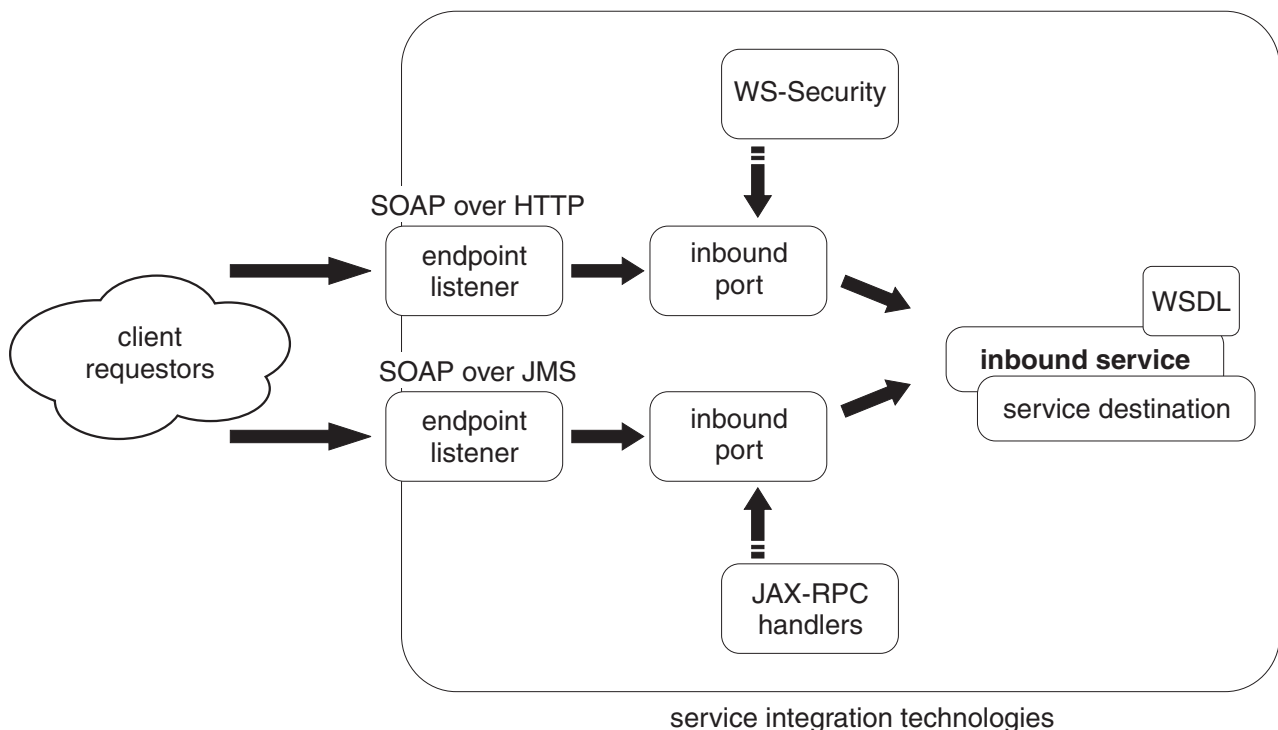 WS-Security
SOAP over HTTP
endpoint
listener
inbound
port
client
requestors
WSDL
inbound service
service destination
SOAP over JMS
endpoint
listener
inbound
port
JAX-RPC
handlers
service integration technologies